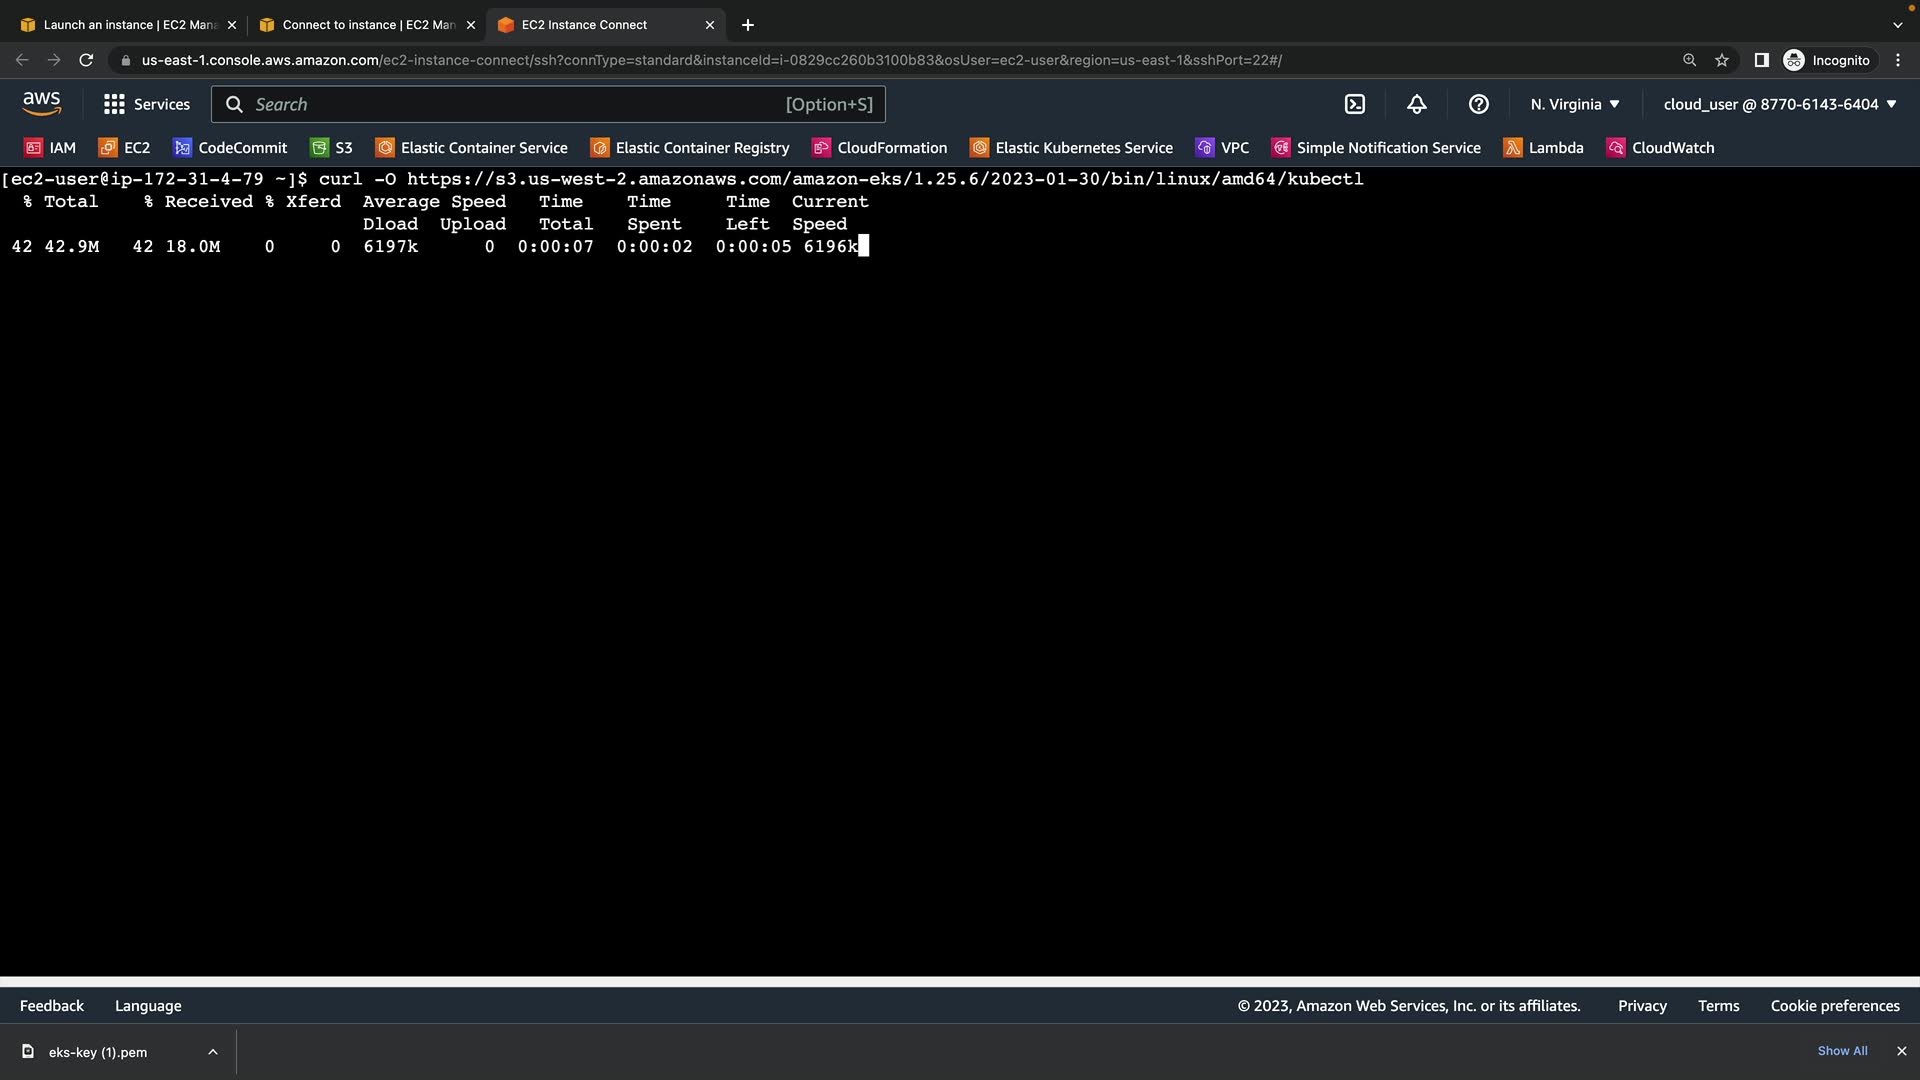 Launch an instance | EC2 Mana
Connect to instance | EC2 Man
EC2 Instance Connect
us-east-1.console.aws.amazon.com/ec2-instance-connect/ssh?connType=standard&instanceId=i-0829cc260b3100b83&osUser=ec2-user&region=us-east-1&sshPort=22#/
Incognito
aws
Services
Search
[Option+S]
N. Virginia
cloud_user @ 8770-6143-6404
IAM
EC2
CodeCommit
S3
Elastic Container Service
Elastic Container Registry
CloudFormation
Elastic Kubernetes Service
VPC
Simple Notification Service
Lambda
CloudWatch
[ec2-user@ip-172-31-4-79 ~]$ curl -O https://s3.us-west-2.amazonaws.com/amazon-eks/1.25.6/2023-01-30/bin/linux/amd64/kubectl
% Total % Received % Xferd Average Speed Time Time Time Current
Dload Upload Total Spent Left Speed
42 42.9M 42 18.0M 0 0 6197k 0 0:00:07 0:00:02 0:00:05 6196k
Feedback
Language
© 2023, Amazon Web Services, Inc. or its affiliates.
Privacy
Terms
Cookie preferences
eks-key (1).pem
Show All